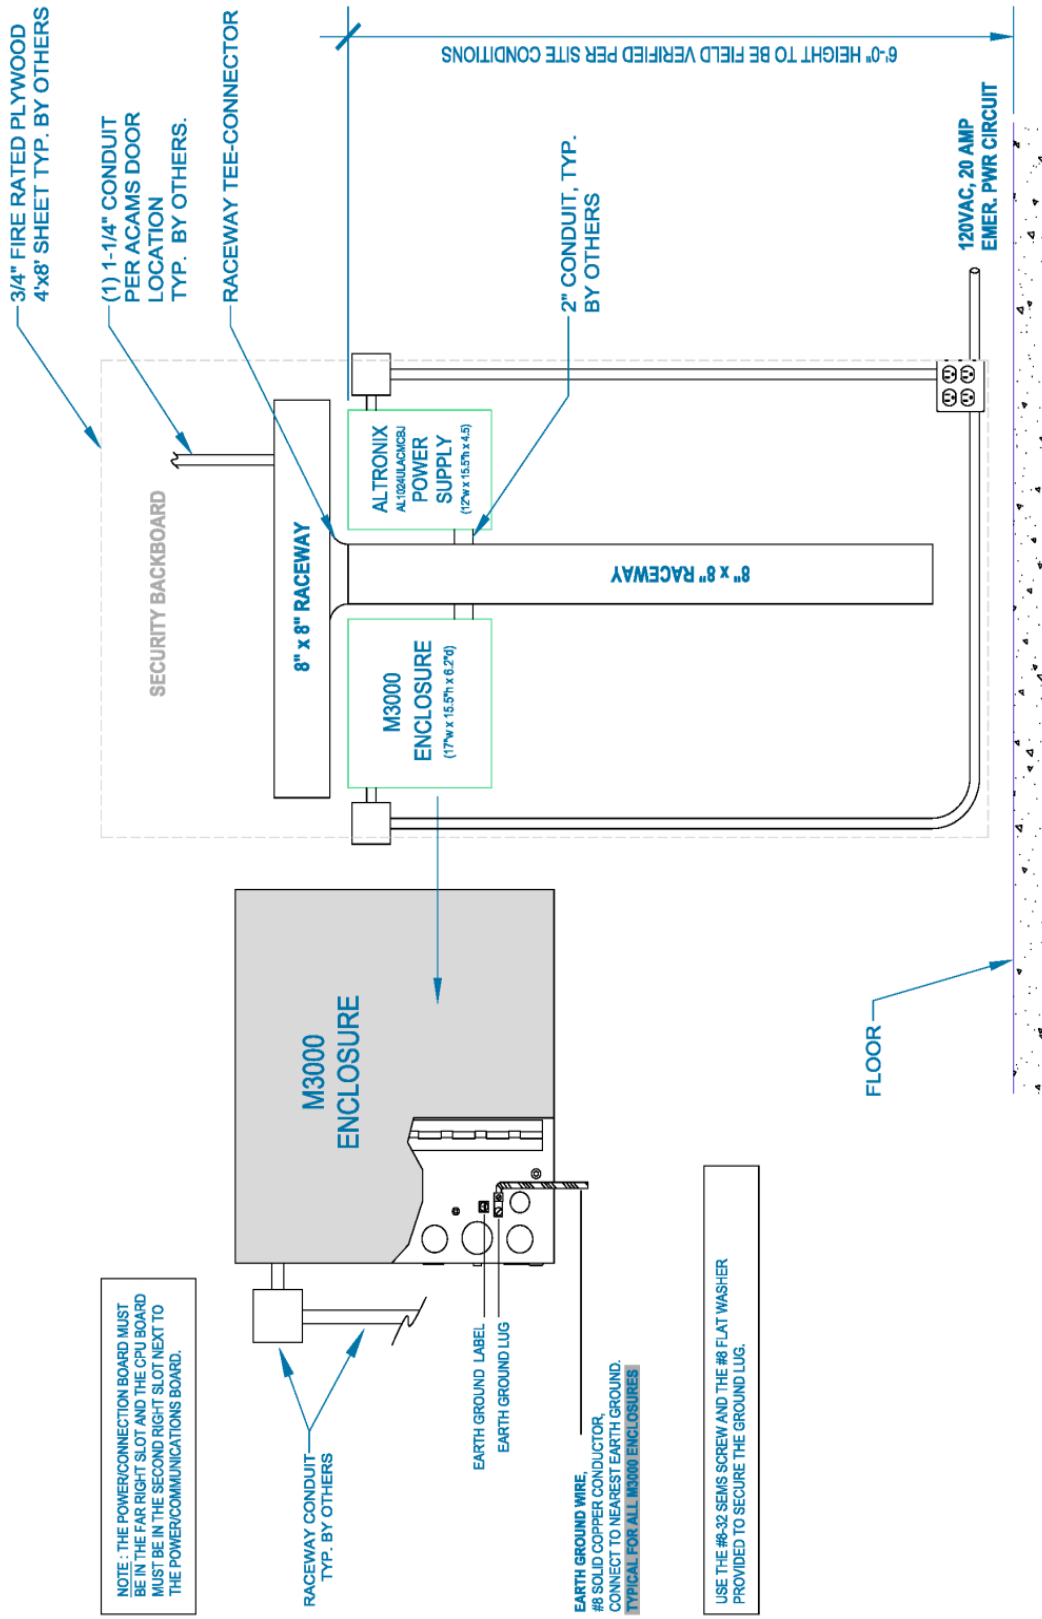 NOTE : THE POWER/CONNECTION BOARD MUST
BE IN THE FAR RIGHT SLOT AND THE CPU BOARD
MUST BE IN THE SECOND RIGHT SLOT NEXT TO
THE POWER/COMMUNICATIONS BOARD.
RACEWAY CONDUIT
TYP. BY OTHERS
M3000
ENCLOSURE
EARTH GROUND LABEL
EARTH GROUND LUG
EARTH GROUND WIRE,
#8 SOLID COPPER CONDUCTOR,
CONNECT TO NEAREST EARTH GROUND.
TYPICAL FOR ALL M3000 ENCLOSURES
USE THE #8-32 SEMS SCREW AND THE #8 FLAT WASHER
PROVIDED TO SECURE THE GROUND LUG.
FLOOR
3/4" FIRE RATED PLYWOOD
4'x8' SHEET TYP. BY OTHERS
(1) 1-1/4" CONDUIT
PER ACAMS DOOR
LOCATION
TYP. BY OTHERS.
RACEWAY TEE-CONNECTOR
SECURITY BACKBOARD
8" x 8" RACEWAY
M3000
ENCLOSURE
(17"w x 15.5"h x 6.2"d)
ALTRONIX
AL1024ULACMCBJ
POWER
SUPPLY
(12"w x 15.5"h x 4.5)
8" x 8" RACEWAY
2" CONDUIT, TYP.
BY OTHERS
6'-0" HEIGHT TO BE FIELD VERIFIED PER SITE CONDITIONS
120VAC, 20 AMP
EMER. PWR CIRCUIT